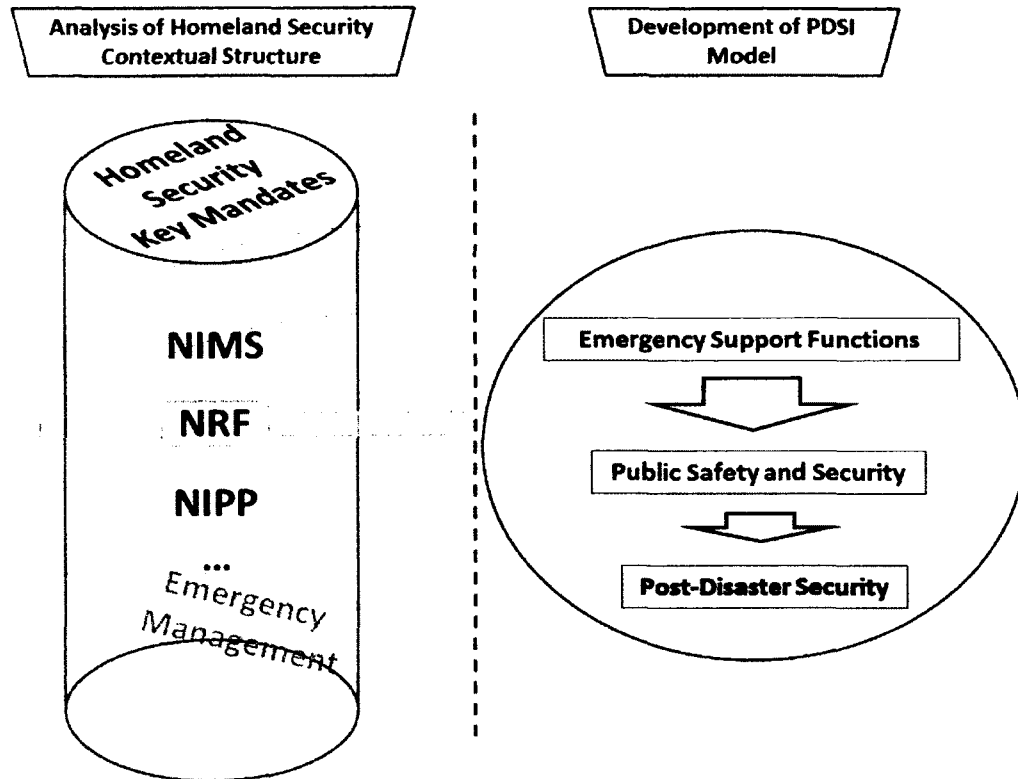 Analysis of Homeland Security
Contextual Structure
Development of PDSI
Model
Homeland
Security
Key Mandates
NIMS
NRF
NIPP
...
Emergency
Management
Emergency Support Functions
Public Safety and Security
Post-Disaster Security